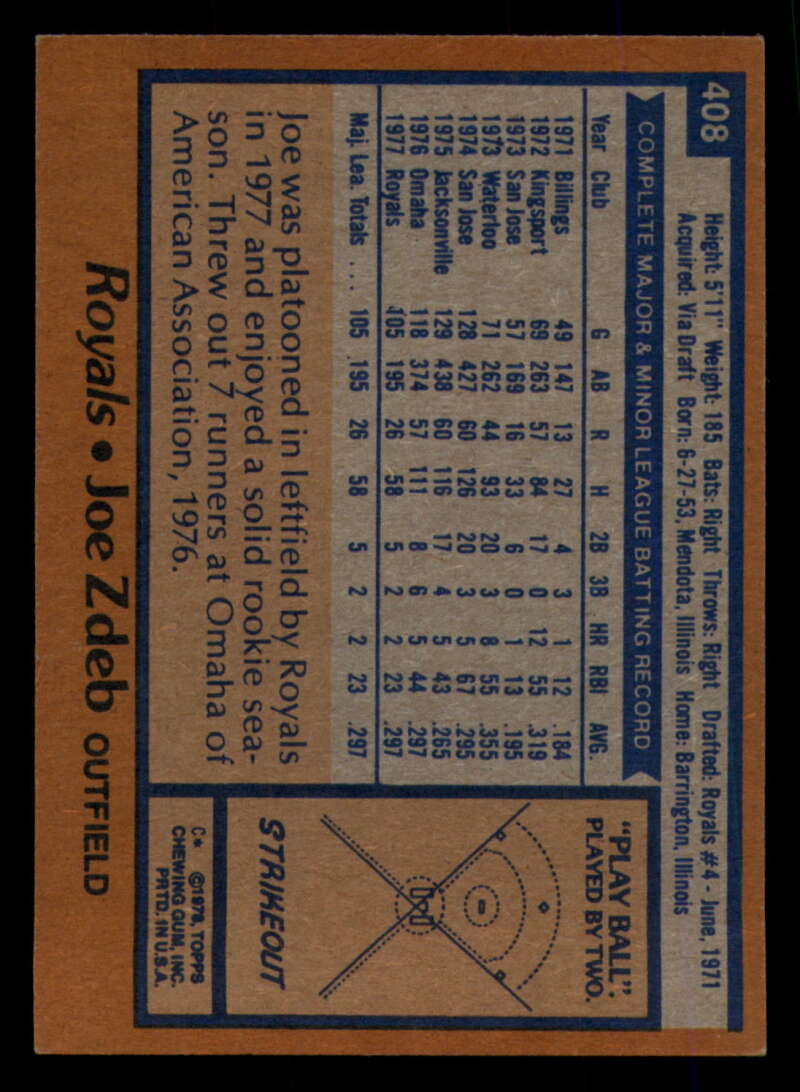 408
Height: 5'11" Weight: 185 Bats: Right Throws: Right Drafted: Royals #4 - June, 1971
Acquired: Via Draft Born: 6-27-53, Mendota, Illinois Home: Barrington, Illinois
COMPLETE MAJOR & MINOR LEAGUE BATTING RECORD
Year Club G AB R H 2B 3B HR RBI AVG.
1971 Billings 49 147 13 27 4 3 1 12 .184
1972 Kingsport 69 263 57 84 17 0 12 55 .319
1973 San Jose 57 169 16 33 6 0 1 13 .195
1973 Waterloo 71 262 44 93 20 3 8 55 .355
1974 San Jose 128 427 60 126 20 3 5 67 .295
1975 Jacksonville 129 438 60 116 17 4 5 43 .265
1976 Omaha 118 374 57 111 8 6 5 44 .297
1977 Royals 105 195 26 58 5 2 2 23 .297
Maj. Lea. Totals .... 105 195 26 58 5 2 2 23 .297
Joe was platooned in leftfield by Royals
in 1977 and enjoyed a solid rookie sea-
son. Threw out 7 runners at Omaha of
American Association, 1976.
"PLAY BALL":
PLAYED BY TWO.
STRIKEOUT
C* ©1978, TOPPS
CHEWING GUM, INC.
PRTD. IN U.S.A.
Royals • Joe Zdeb OUTFIELD